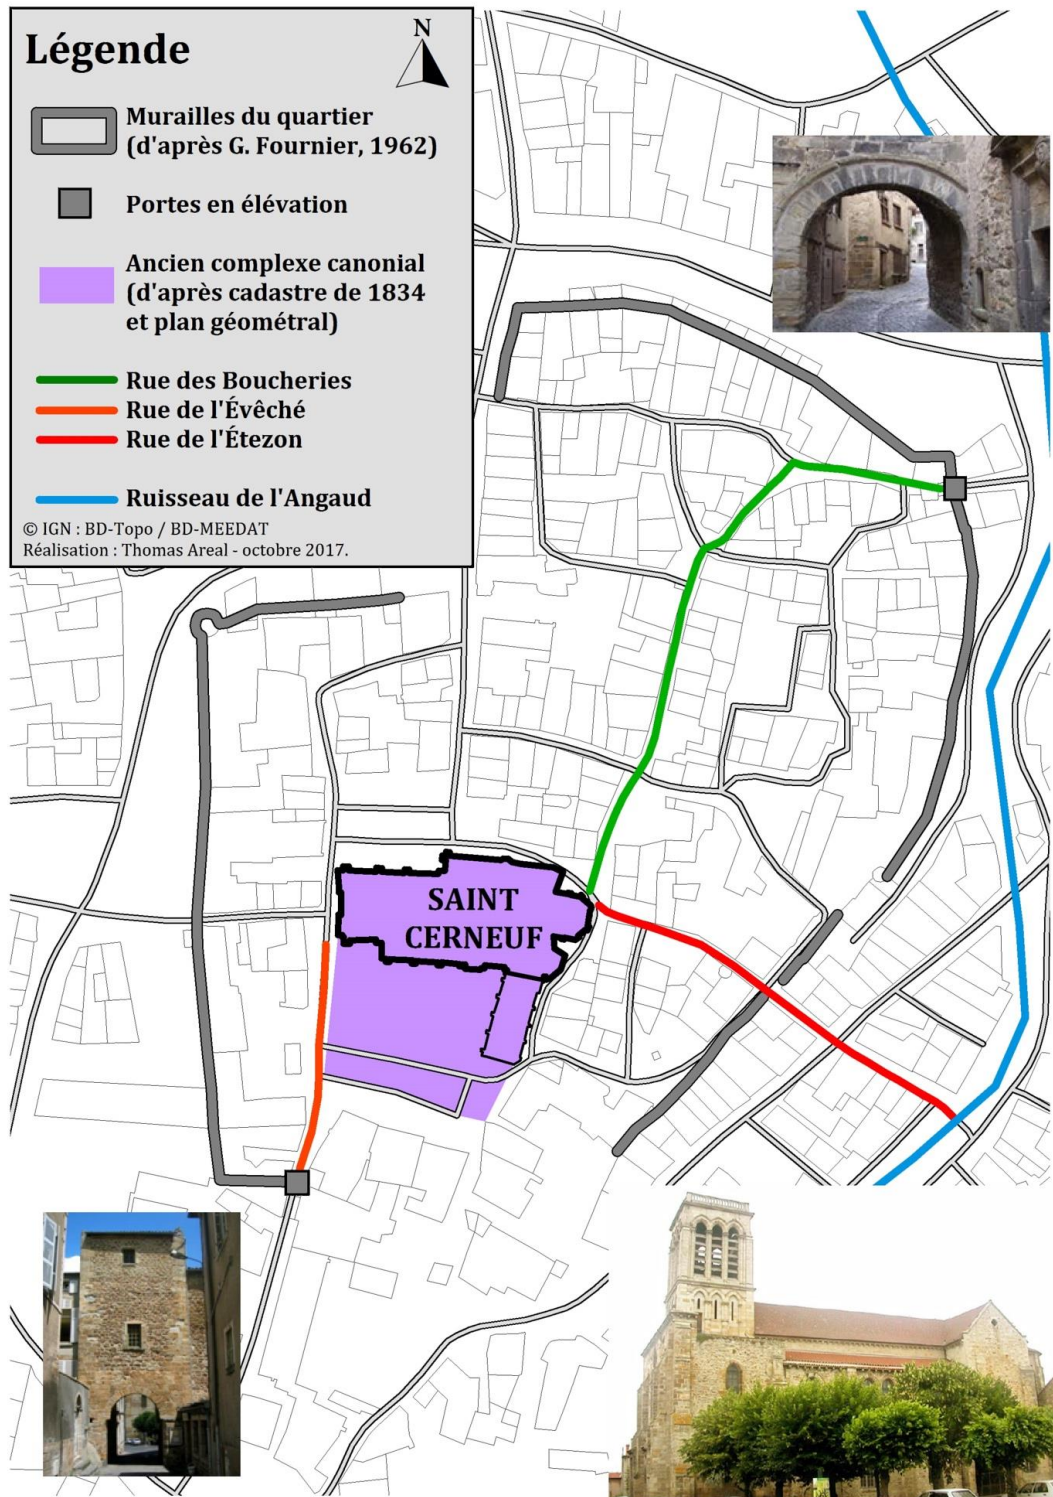 Légende
N
Murailles du quartier
(d'après G. Fournier, 1962)
Portes en élévation
Ancien complexe canonial
(d'après cadastre de 1834
et plan géométral)
Rue des Boucheries
Rue de l'Évêché
Rue de l'Étezon
Ruisseau de l'Angaud
© IGN : BD-Topo / BD-MEEDAT
Réalisation : Thomas Areal - octobre 2017.
SAINT
CERNEUF